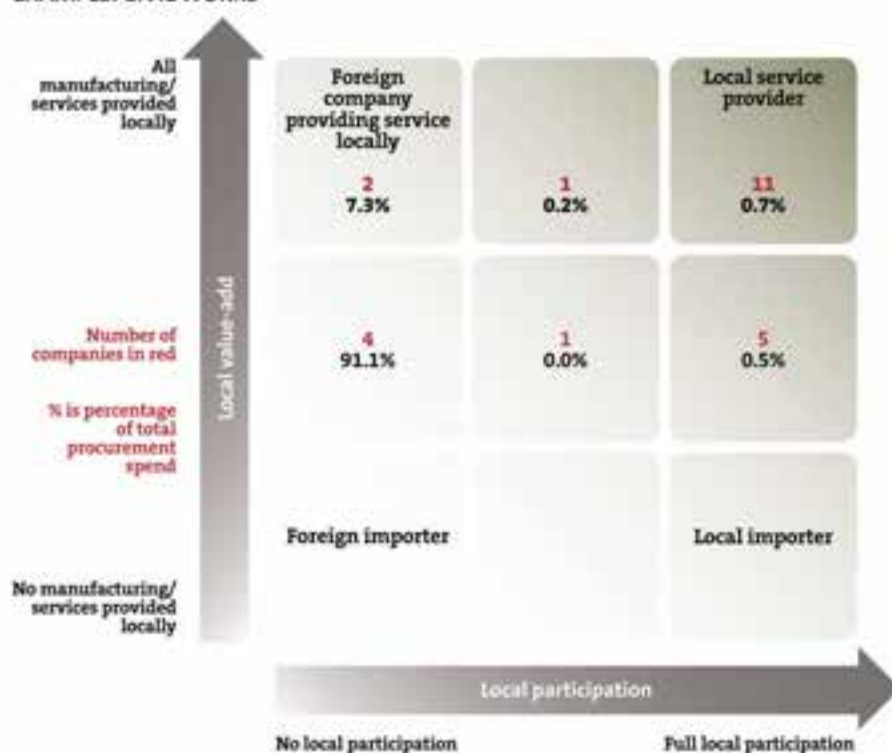 All
manufacturing/
services provided
locally
Foreign
company
providing service
locally
2
7.3%
1
0.2%
Local service
provider
11
0.7%
Local value-add
Number of
companies in red
% is percentage
of total
procurement
spend
4
91.1%
1
0.0%
5
0.5%
Foreign importer
Local importer
No manufacturing/
services provided
locally
Local participation
No local participation
Full local participation